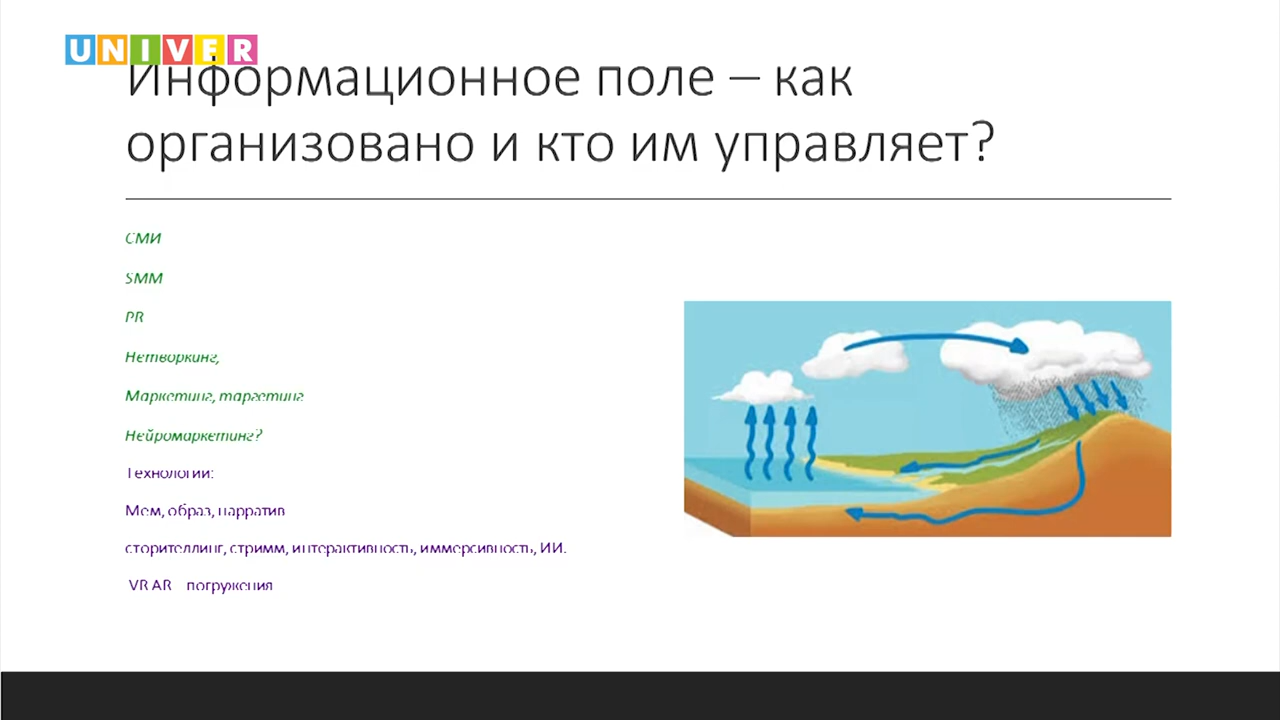 UNIVER
Информационное поле – как
организовано и кто им управляет?
СМИ
SMM
PR
Нетворкинг,
Маркетинг, таргетинг
Нейромаркетинг?
Технологии:
Мем, образ, нарратив
сторителлинг, стримм, интерактивность, иммерсивность, ИИ.
VR AR погружения